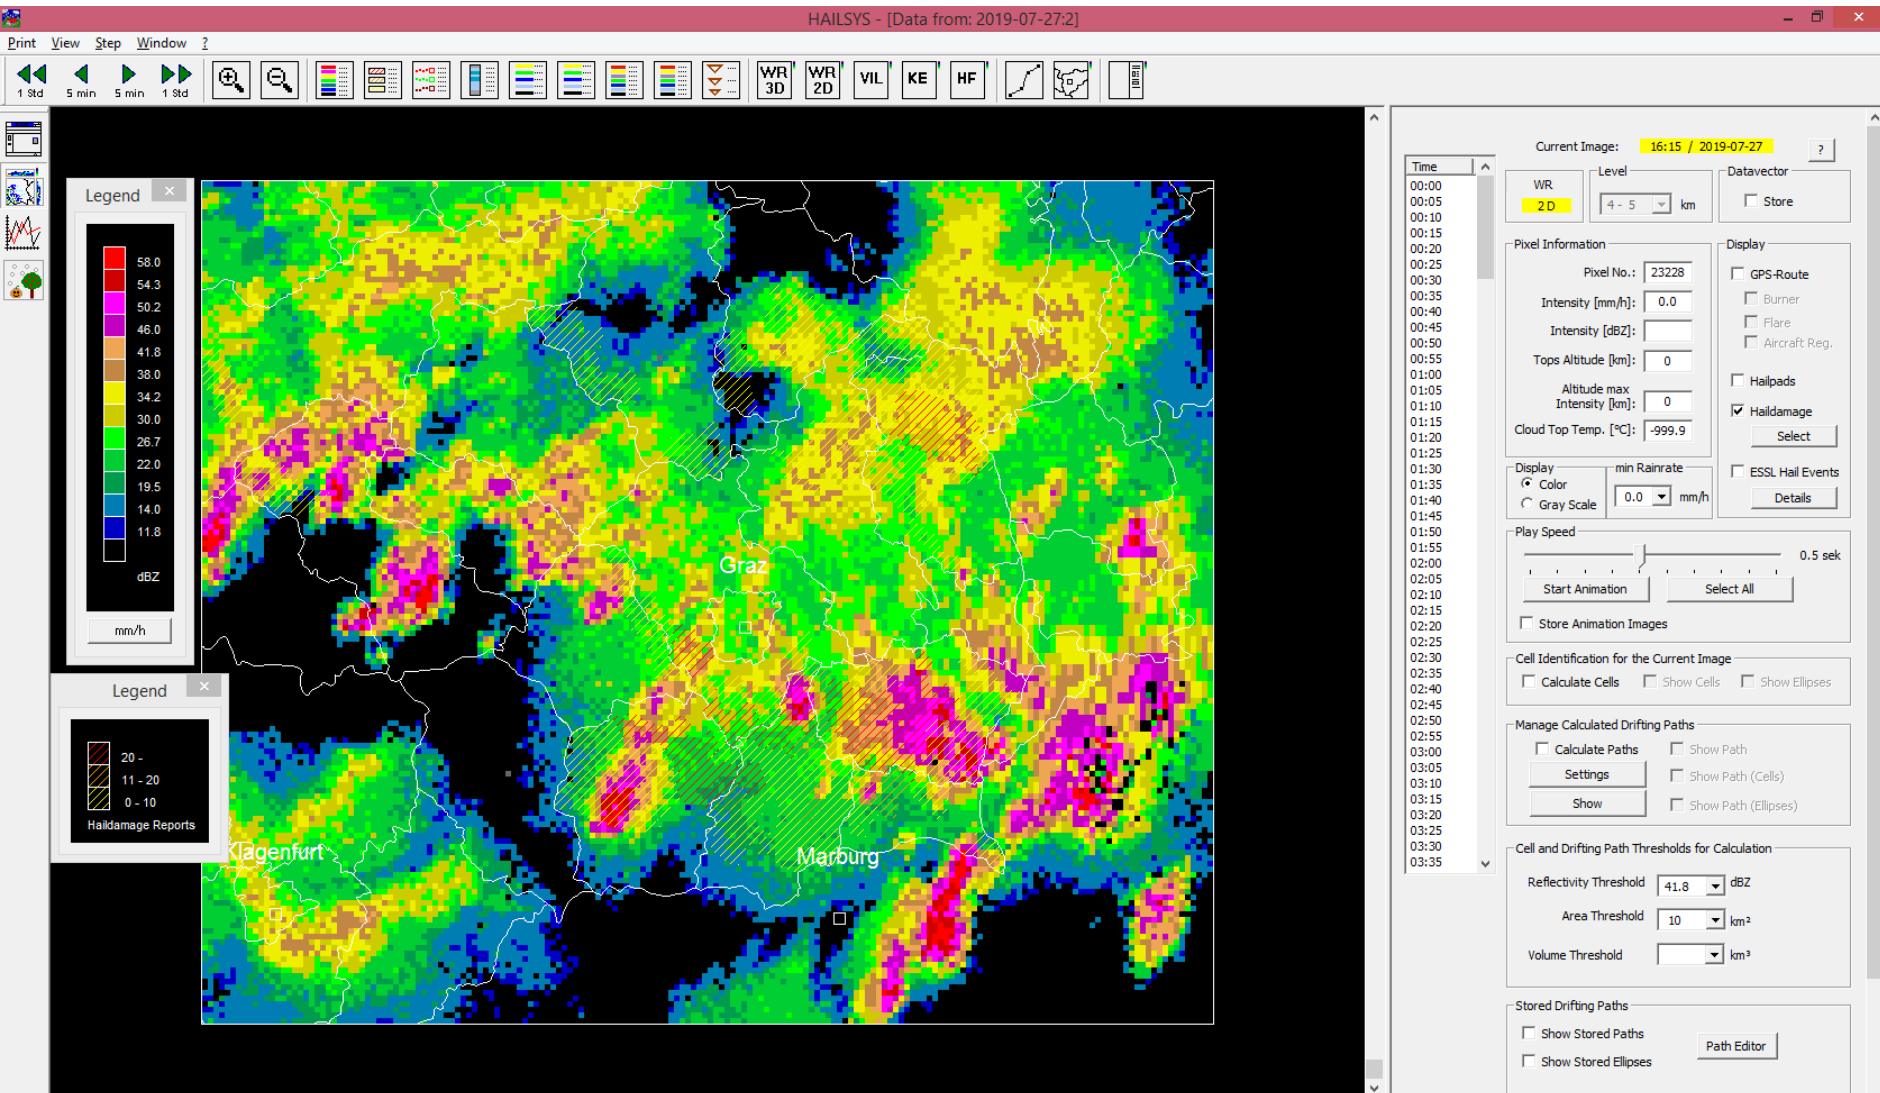 HAILSYS - [Data from: 2019-07-27:2]
Print View Step Window ?
1 Std 5 min 5 min 1 Std
WR 3D WR 2D VIL KE HF
Legend
58.0
54.3
50.2
46.0
41.8
38.0
34.2
30.0
26.7
22.0
19.5
14.0
11.8
dBZ
mm/h
Legend
20 -
11 - 20
0 - 10
Haildamage Reports
Graz
Klagenfurt
Marburg
Time
00:00
00:05
00:10
00:15
00:20
00:25
00:30
00:35
00:40
00:45
00:50
00:55
01:00
01:05
01:10
01:15
01:20
01:25
01:30
01:35
01:40
01:45
01:50
01:55
02:00
02:05
02:10
02:15
02:20
02:25
02:30
02:35
02:40
02:45
02:50
02:55
03:00
03:05
03:10
03:15
03:20
03:25
03:30
03:35
Current Image: 16:15 / 2019-07-27 ?
WR
2 D
Level
4 - 5 km
Datavector
Store
Pixel Information
Pixel No.: 23228
Intensity [mm/h]: 0.0
Intensity [dBZ]:
Tops Altitude [km]: 0
Altitude max
Intensity [km]: 0
Cloud Top Temp. [°C]: -999.9
Display
GPS-Route
Burner
Flare
Aircraft Reg.
Hailpads
Haildamage
Select
ESSL Hail Events
Details
Display
Color
Gray Scale
min Rainrate
0.0 mm/h
Play Speed
0.5 sek
Start Animation Select All
Store Animation Images
Cell Identification for the Current Image
Calculate Cells Show Cells Show Ellipses
Manage Calculated Drifting Paths
Calculate Paths Show Path
Settings Show Path (Cells)
Show Show Path (Ellipses)
Cell and Drifting Path Thresholds for Calculation
Reflectivity Threshold 41.8 dBZ
Area Threshold 10 km²
Volume Threshold km³
Stored Drifting Paths
Show Stored Paths
Path Editor
Show Stored Ellipses